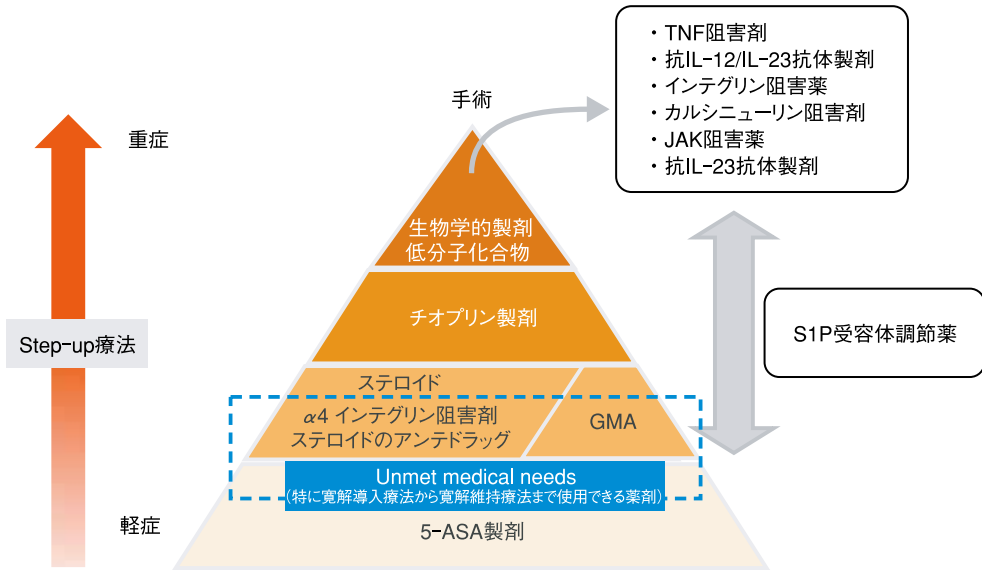 ・TNF阻害剤
・抗IL-12/IL-23抗体製剤
・インテグリン阻害薬
・カルシニューリン阻害剤
・JAK阻害薬
・抗IL-23抗体製剤
手術
重症
生物学的製剤
低分子化合物
チオプリン製剤
S1P受容体調節薬
Step-up療法
ステロイド
α4 インテグリン阻害剤
ステロイドのアンテドラッグ
GMA
Unmet medical needs
(特に寛解導入療法から寛解維持療法まで使用できる薬剤)
軽症
5-ASA製剤